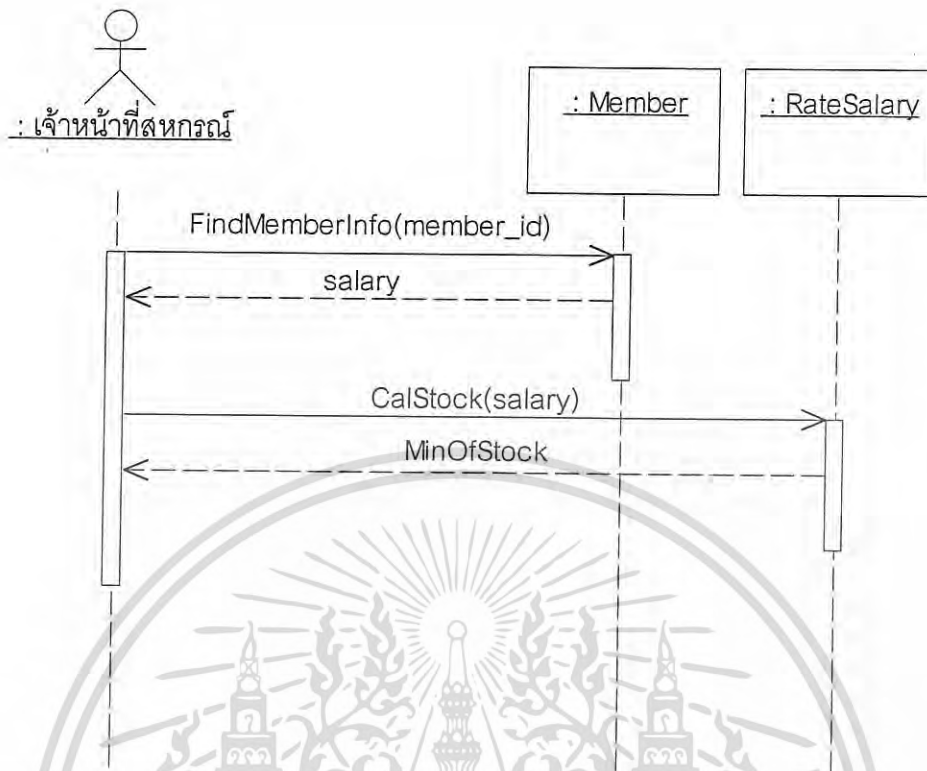 : เจ้าหน้าที่สหกรณ์
: Member
: RateSalary
FindMemberInfo(member_id)
salary
CalStock(salary)
MinOfStock